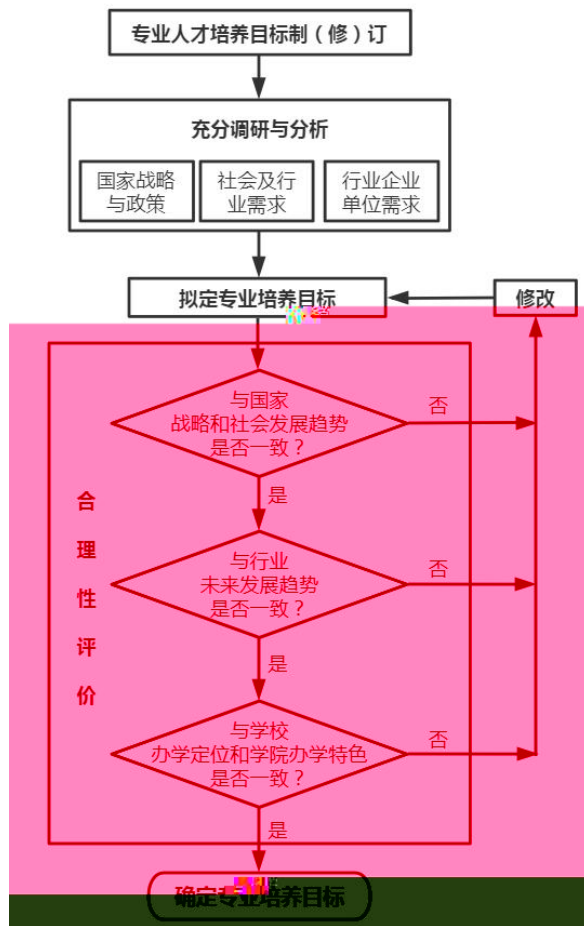 专业人才培养目标制（修）订
充分调研与分析
国家战略
与政策
社会及行
业需求
行业企业
单位需求
拟定专业培养目标
修改
与国家
战略和社会发展趋势
是否一致？
否
是
合理性评价
与行业
未来发展趋势
是否一致？
否
是
与学校
办学定位和学院办学特色
是否一致？
否
是
确定专业培养目标